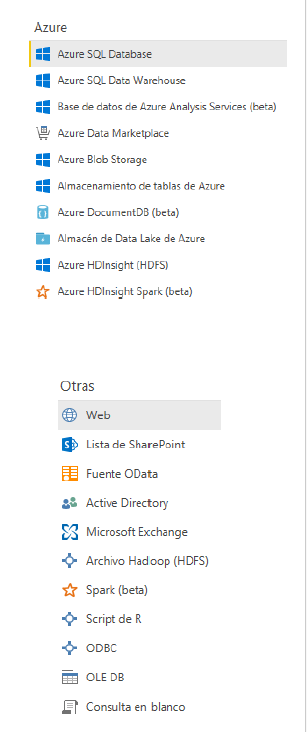 Azure
Azure SQL Database
Azure SQL Data Warehouse
Base de datos de Azure Analysis Services (beta)
Azure Data Marketplace
Azure Blob Storage
Almacenamiento de tablas de Azure
Azure DocumentDB (beta)
Almacén de Data Lake de Azure
Azure HDInsight (HDFS)
Azure HDInsight Spark (beta)
Otras
Web
Lista de SharePoint
Fuente OData
Active Directory
Microsoft Exchange
Archivo Hadoop (HDFS)
Spark (beta)
Script de R
ODBC
OLE DB
Consulta en blanco